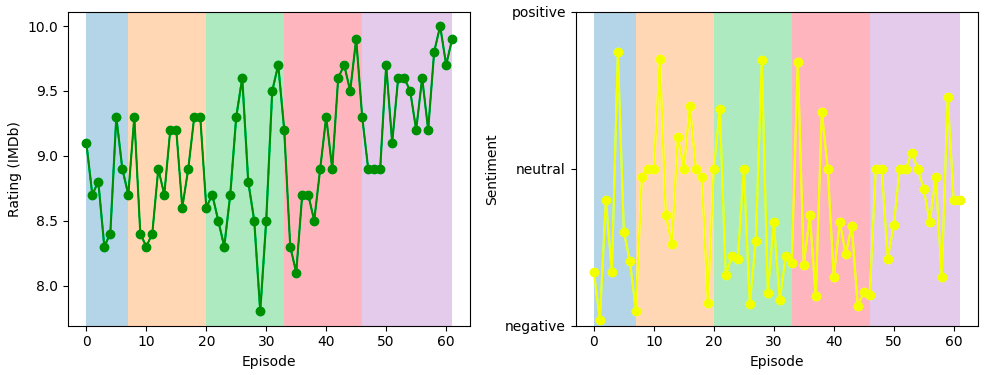 10.0
9.5
9.0
8.5
8.0
Rating (IMDb)
0 10 20 30 40 50 60
Episode
positive
neutral
negative
Sentiment
0 10 20 30 40 50 60
Episode